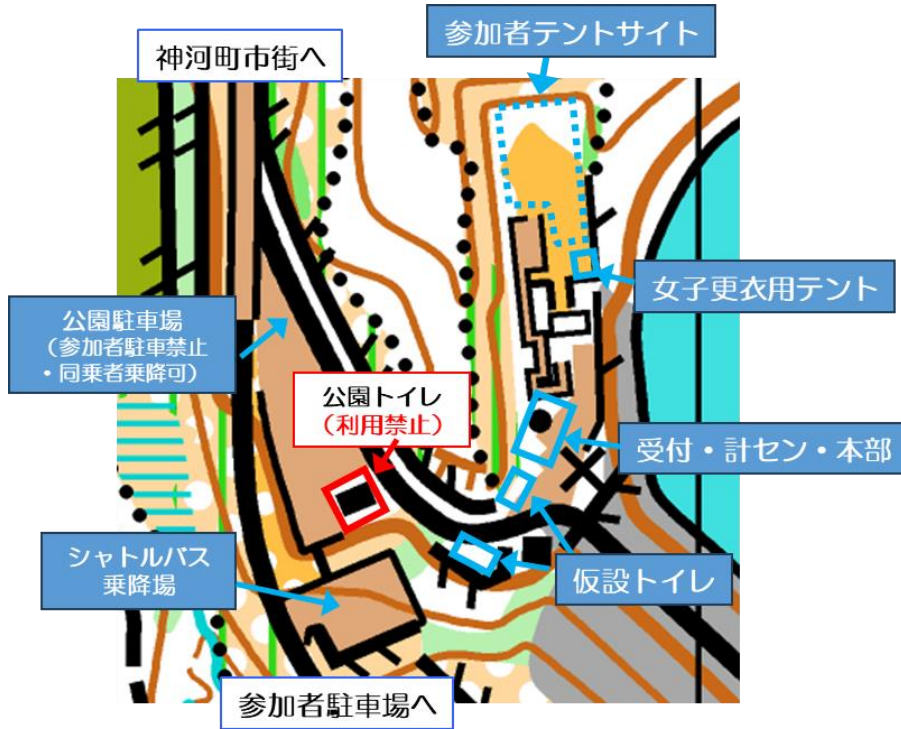 参加者テントサイト
神河町市街へ
女子更衣用テント
公園駐車場
（参加者駐車禁止
・同乗者乗降可）
公園トイレ
（利用禁止）
受付・計セン・本部
シャトルバス
乗降場
仮設トイレ
参加者駐車場へ